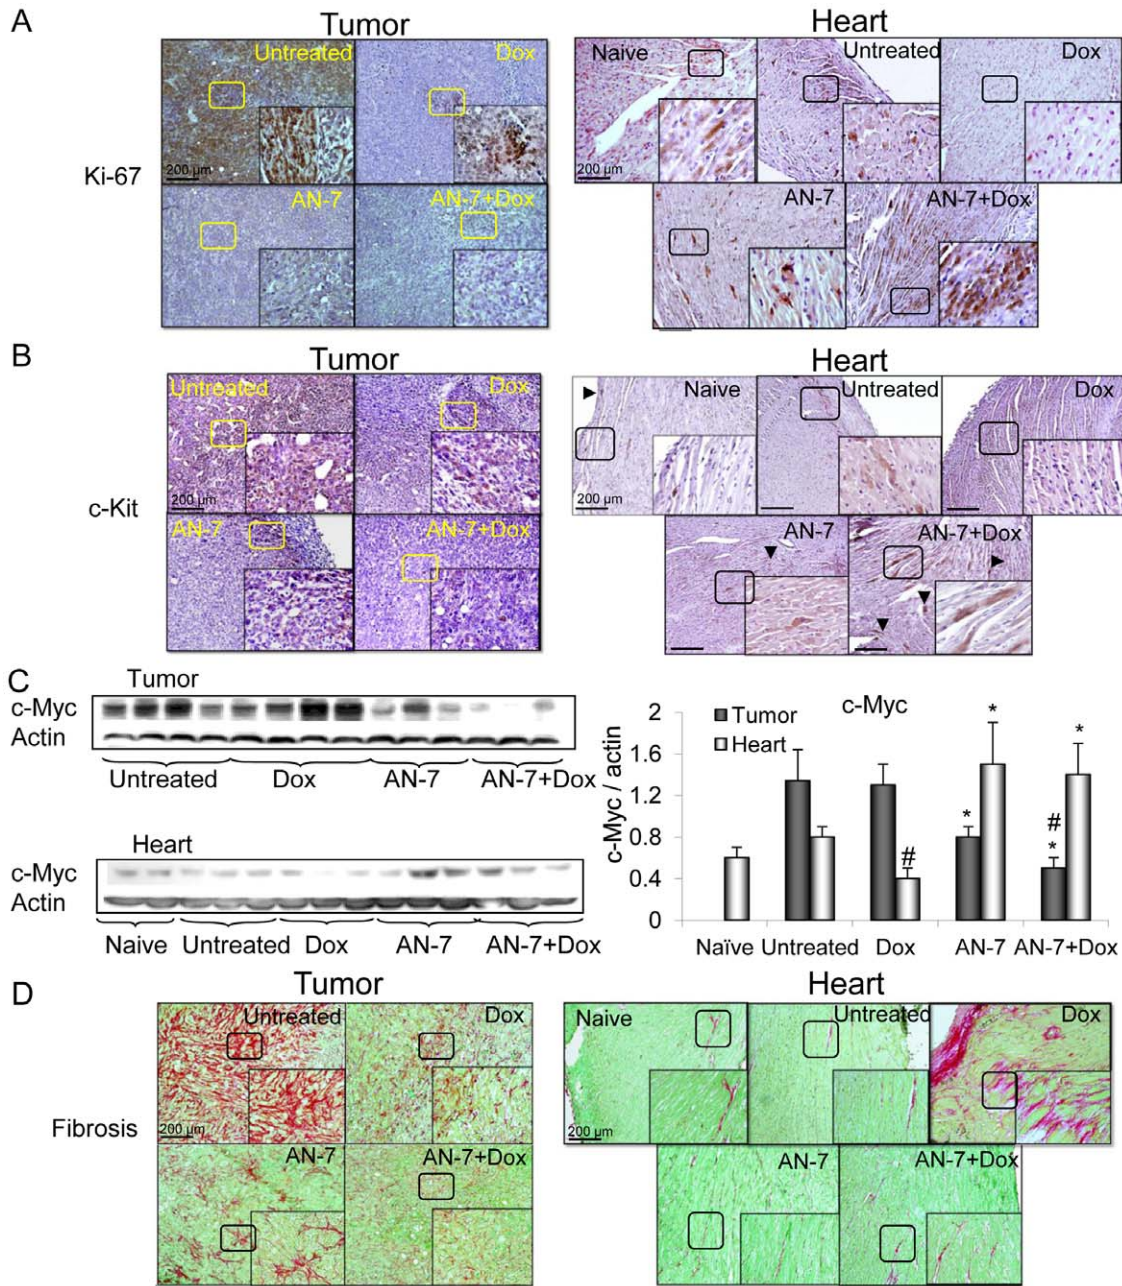 A
Tumor
Heart
Untreated
Dox
Naive
Untreated
Dox
Ki-67
200 µm
200 µm
AN-7
AN-7+Dox
AN-7
AN-7+Dox
B
Tumor
Heart
Untreated
Dox
Naive
Untreated
Dox
c-Kit
200 µm
200 µm
AN-7
AN-7+Dox
AN-7
AN-7+Dox
C
Tumor
c-Myc
Actin
Untreated
Dox
AN-7
AN-7+Dox
Heart
c-Myc
Actin
Naive
Untreated
Dox
AN-7
AN-7+Dox
c-Myc
Tumor
Heart
c-Myc / actin
2
1.6
1.2
0.8
0.4
0
#
*
*
#
*
*
Naïve
Untreated
Dox
AN-7
AN-7+Dox
D
Tumor
Heart
Untreated
Dox
Naive
Untreated
Dox
Fibrosis
200 µm
200 µm
AN-7
AN-7+Dox
AN-7
AN-7+Dox